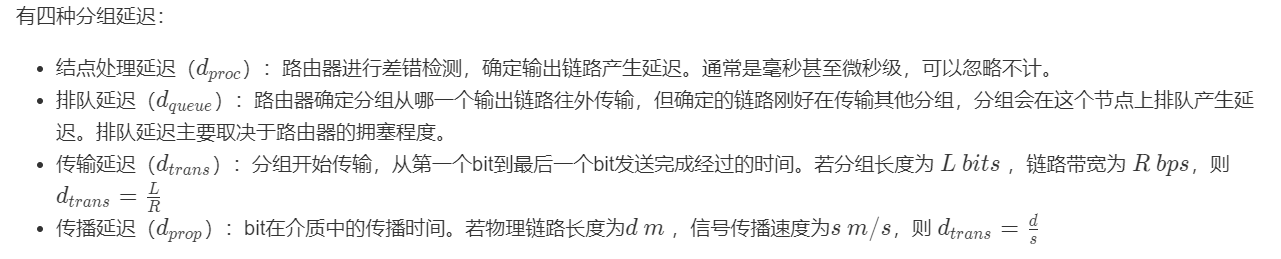 有四种分组延迟：
• 结点处理延迟（$d_{proc}$）：路由器进行差错检测，确定输出链路产生延迟。通常是毫秒甚至微秒级，可以忽略不计。
• 排队延迟（$d_{queue}$）：路由器确定分组从哪一个输出链路往外传输，但确定的链路刚好在传输其他分组，分组会在这个节点上排队产生延
迟。排队延迟主要取决于路由器的拥塞程度。
• 传输延迟（$d_{trans}$）：分组开始传输，从第一个bit到最后一个bit发送完成经过的时间。若分组长度为 $L\ bits$ ，链路带宽为 $R\ bps$，则
$d_{trans} = \frac{L}{R}$
• 传播延迟（$d_{prop}$）：bit在介质中的传播时间。若物理链路长度为$d\ m$ ，信号传播速度为$s\ m/s$，则 $d_{trans} = \frac{d}{s}$